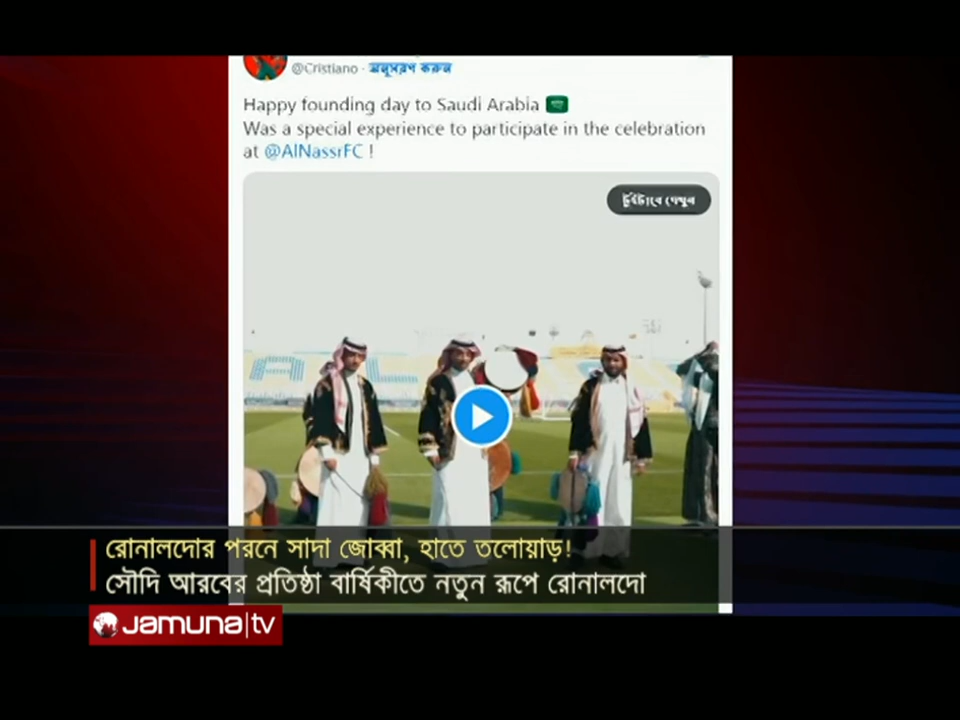 @Cristiano · অনুসরণ করুন
Happy founding day to Saudi Arabia 🇸🇦
Was a special experience to participate in the celebration
at @AlNassrFC !
টুইটারে দেখুন
AL
রোনালদোর পরনে সাদা জোব্বা, হাতে তলোয়াড়!
সৌদি আরবের প্রতিষ্ঠা বার্ষিকীতে নতুন রূপে রোনালদো
Jamuna|tv